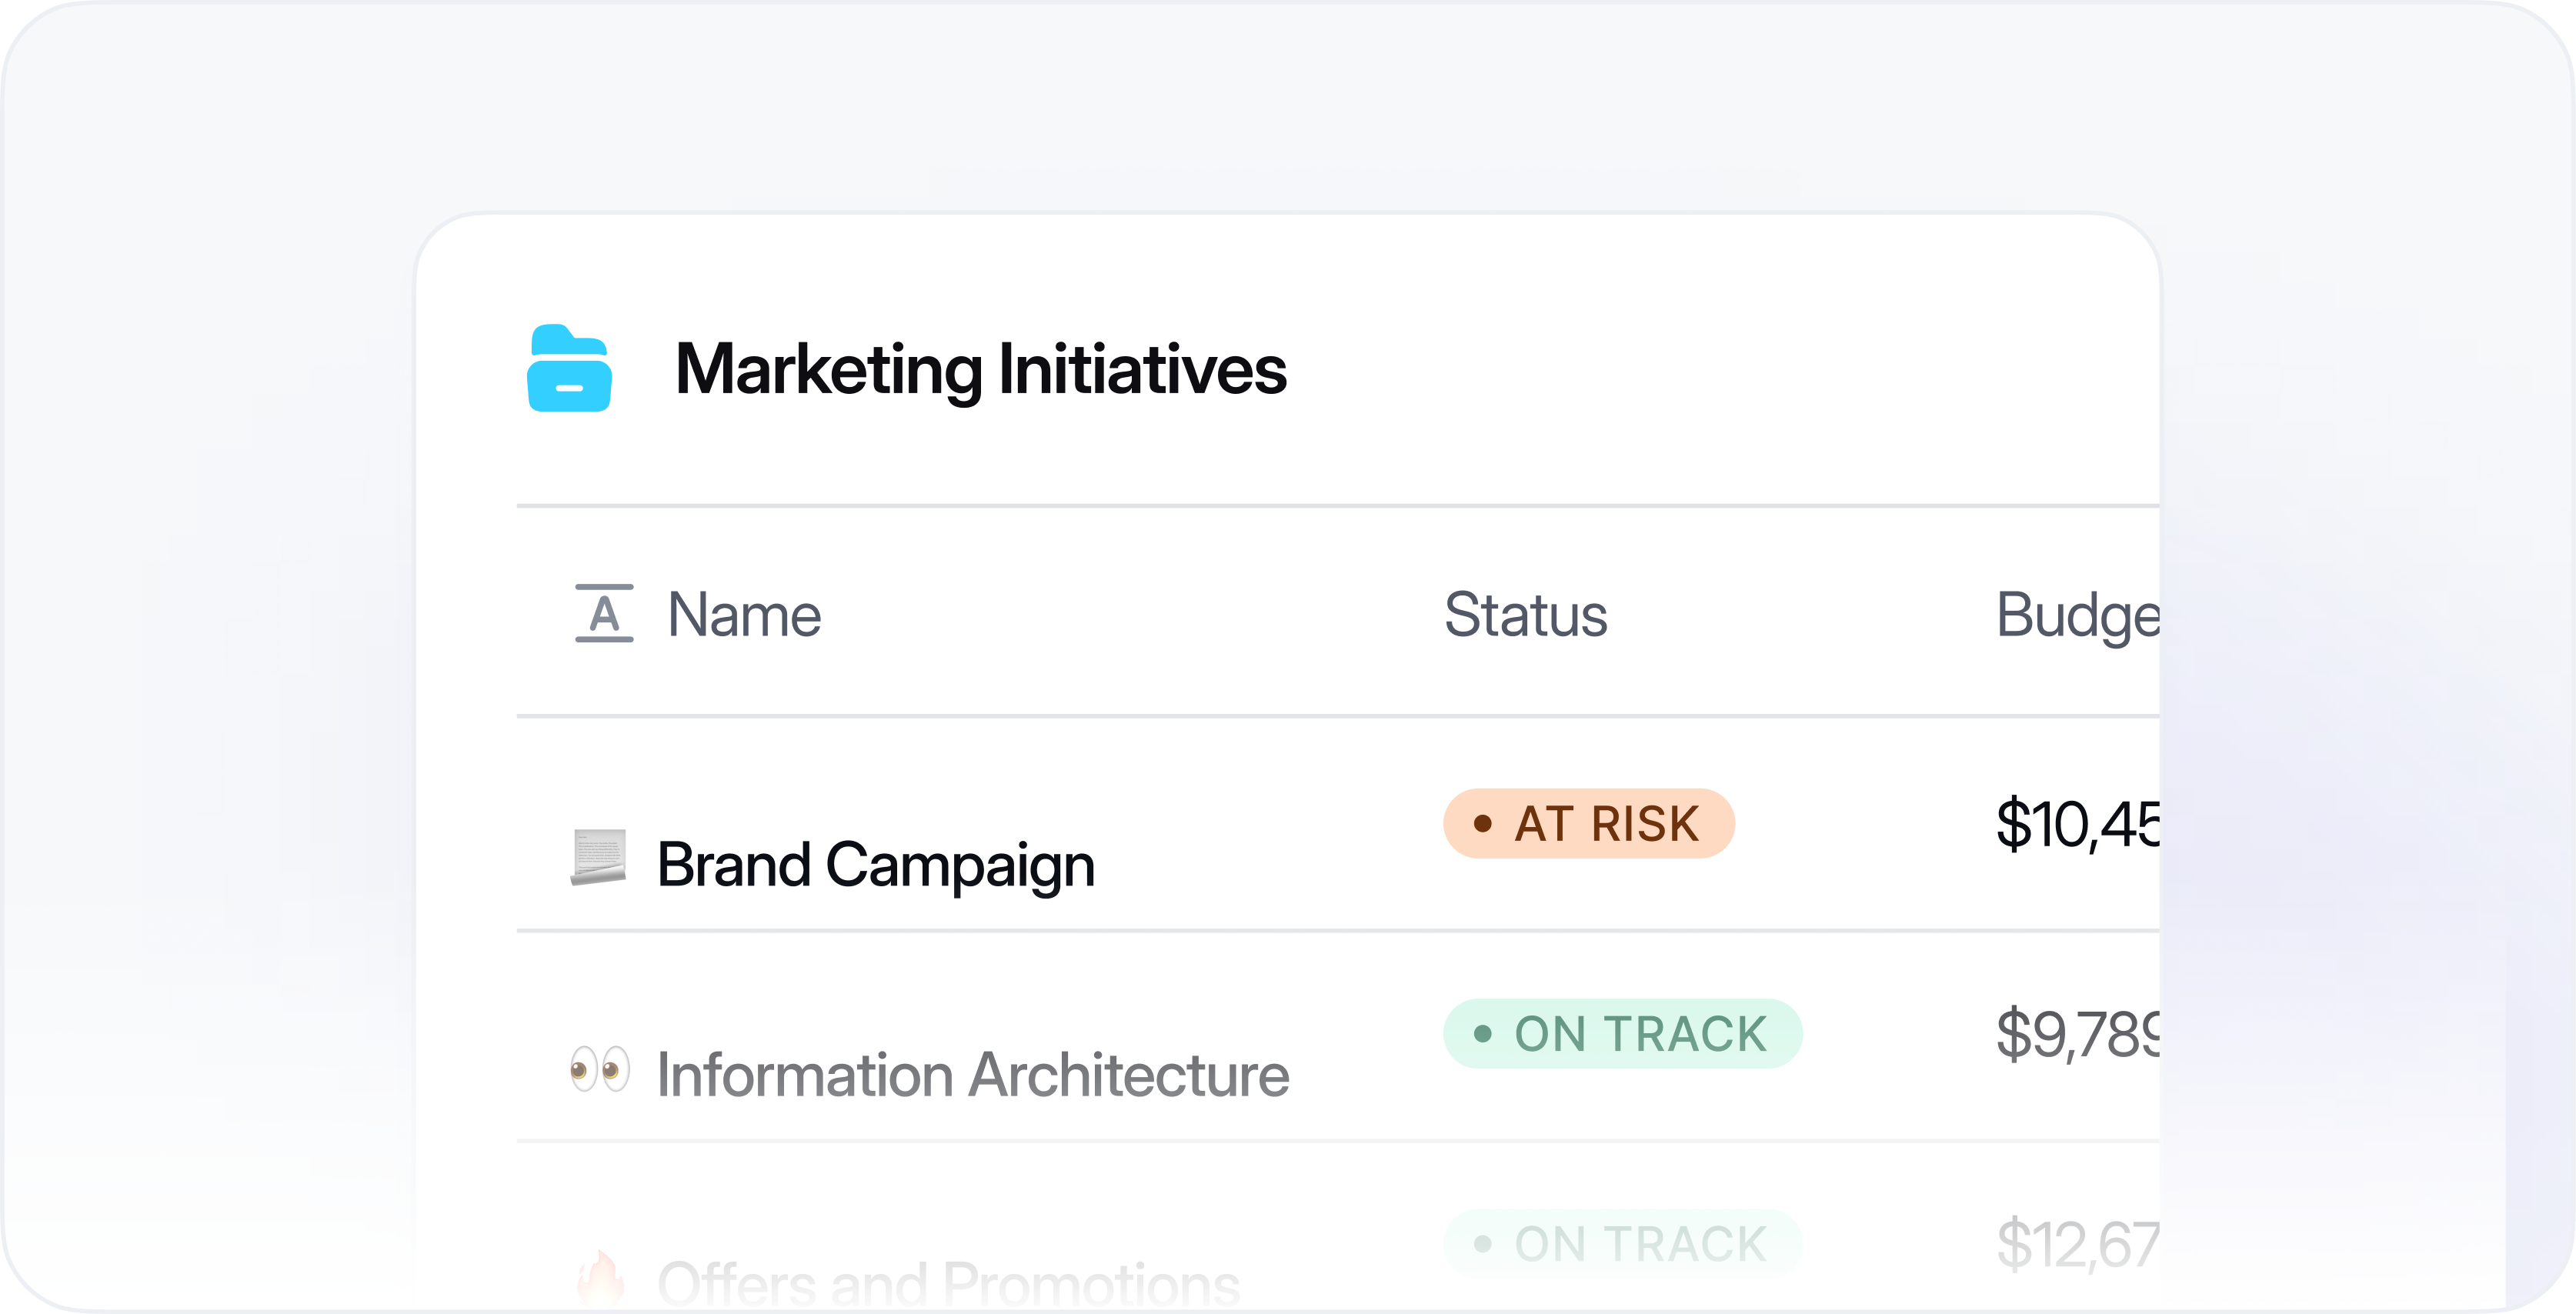 Marketing Initiatives
Name Status Budge
Brand Campaign AT RISK $10,45
Information Architecture ON TRACK $9,789
Offers and Promotions ON TRACK $12,67